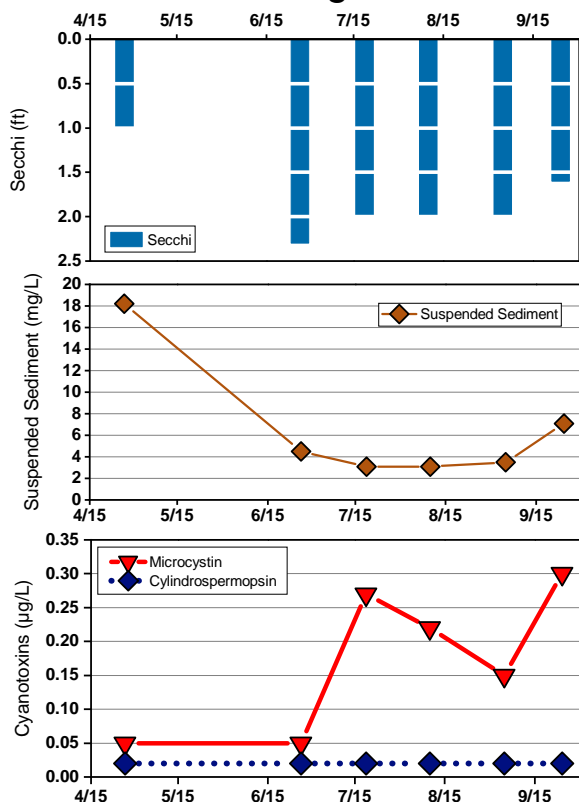 4/15 5/15 6/15 7/15 8/15 9/15
0.0
0.5
1.0
1.5
2.0
2.5
Secchi (ft)
Secchi
20
18
16
14
12
10
8
6
4
2
0
Suspended Sediment (mg/L)
Suspended Sediment
4/15 5/15 6/15 7/15 8/15 9/15
0.35
0.30
0.25
0.20
0.15
0.10
0.05
0.00
Cyanotoxins (µg/L)
Microcystin
Cylindrospermopsin
4/15 5/15 6/15 7/15 8/15 9/15